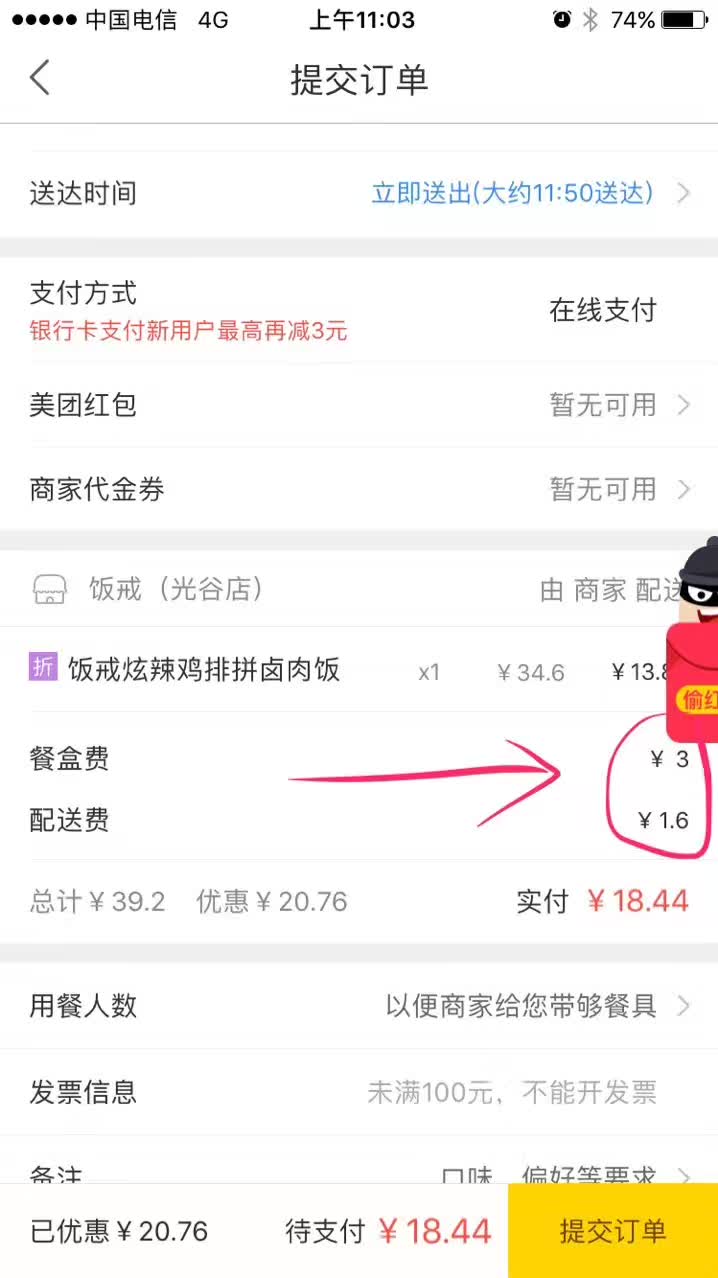 中国电信 4G 上午11:03 74%
提交订单
送达时间 立即送出(大约11:50送达)
支付方式
银行卡支付新用户最高再减3元
在线支付
美团红包 暂无可用
商家代金券 暂无可用
饭戒（光谷店） 由 商家 配送
折 饭戒炫辣鸡排拼卤肉饭 x1 ¥34.6 ¥13.8
偷红
餐盒费 ¥ 3
配送费 ¥ 1.6
总计¥39.2 优惠¥20.76 实付 ¥18.44
用餐人数 以便商家给您带够餐具
发票信息 未满100元，不能开发票
备注 口味、偏好等要求
已优惠¥20.76 待支付 ¥18.44 提交订单